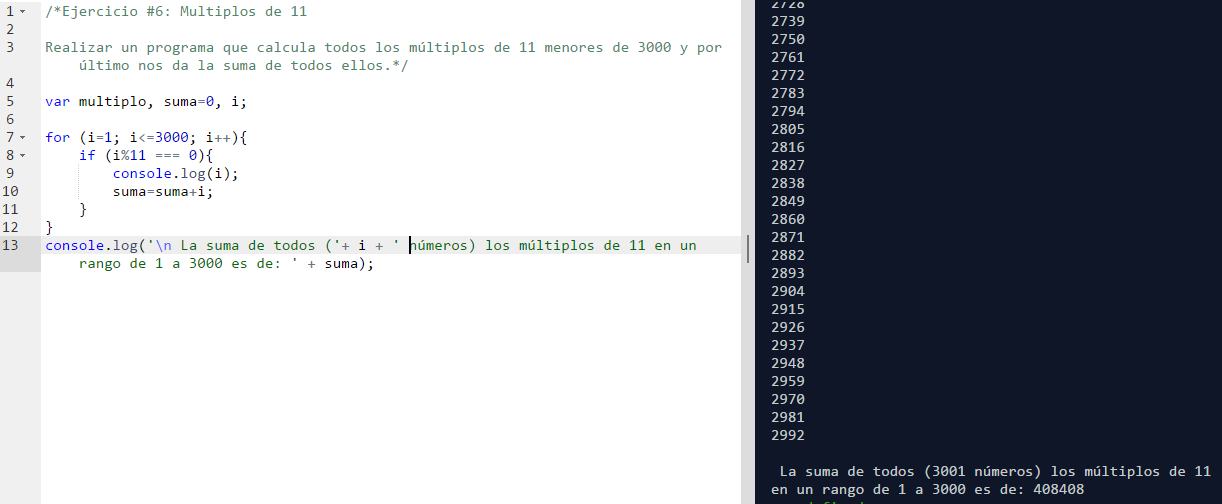 1 /*Ejercicio #6: Multiplos de 11
2
3 Realizar un programa que calcula todos los múltiplos de 11 menores de 3000 y por
último nos da la suma de todos ellos.*/
4
5 var multiplo, suma=0, i;
6
7 for (i=1; i<=3000; i++){
8 if (i%11 === 0){
9 console.log(i);
10 suma=suma+i;
11 }
12 }
13 console.log('\n La suma de todos ('+ i + ' números) los múltiplos de 11 en un
rango de 1 a 3000 es de: ' + suma);
2728
2739
2750
2761
2772
2783
2794
2805
2816
2827
2838
2849
2860
2871
2882
2893
2904
2915
2926
2937
2948
2959
2970
2981
2992
La suma de todos (3001 números) los múltiplos de 11
en un rango de 1 a 3000 es de: 408408